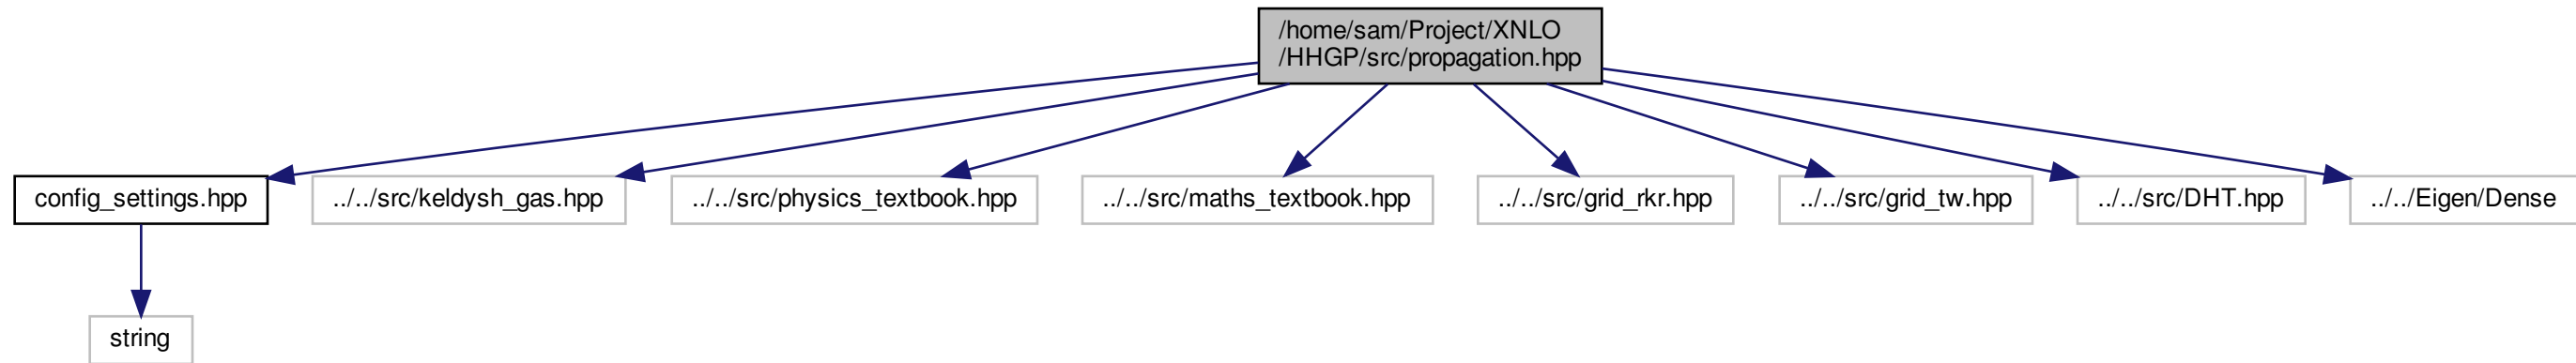 /home/sam/Project/XNLO
/HHGP/src/propagation.hpp
config_settings.hpp
../../src/keldysh_gas.hpp
../../src/physics_textbook.hpp
../../src/maths_textbook.hpp
../../src/grid_rkr.hpp
../../src/grid_tw.hpp
../../src/DHT.hpp
../../Eigen/Dense
string